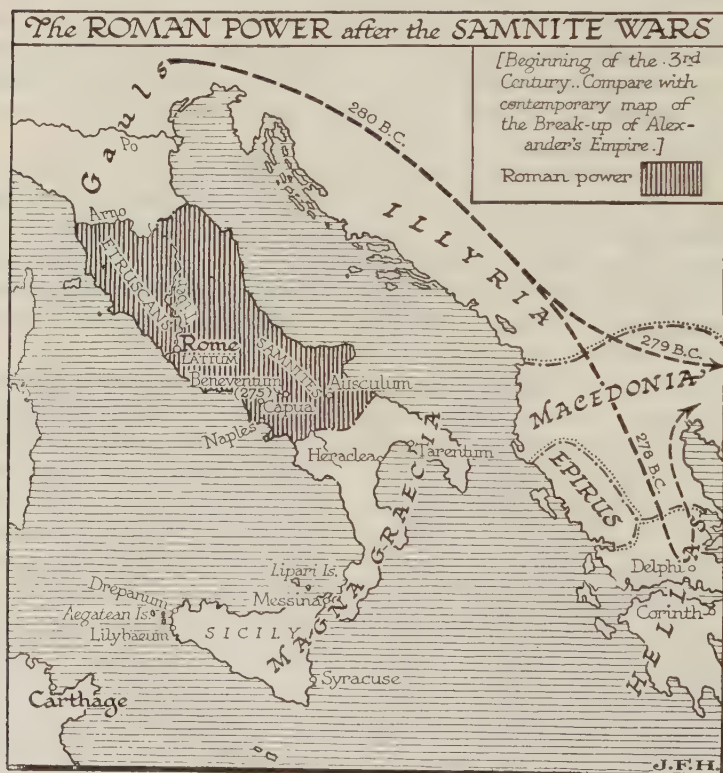 The ROMAN POWER after the SAMNITE WARS
[Beginning of the 3rd
Century.. Compare with
contemporary map of
the Break-up of Alex-
ander's Empire.]
Roman power
Gauls
280 B.C.
Po
ILLYRIA
Arno
ETRUSCANS
279 B.C.
Rome
LATIUM
SAMNITES
Beneventum
(275)
Ausculum
Capua
MACEDONIA
Naples
Heraclea
Tarentum
278 B.C.
EPIRUS
MAGNA GRAECIA
Lipari Is.
Delphi
Drepanum
Messina
HELLAS
Aegatean Is.
Corinth
Lilybaeum
SICILY
Syracuse
Carthage
J.F.H.